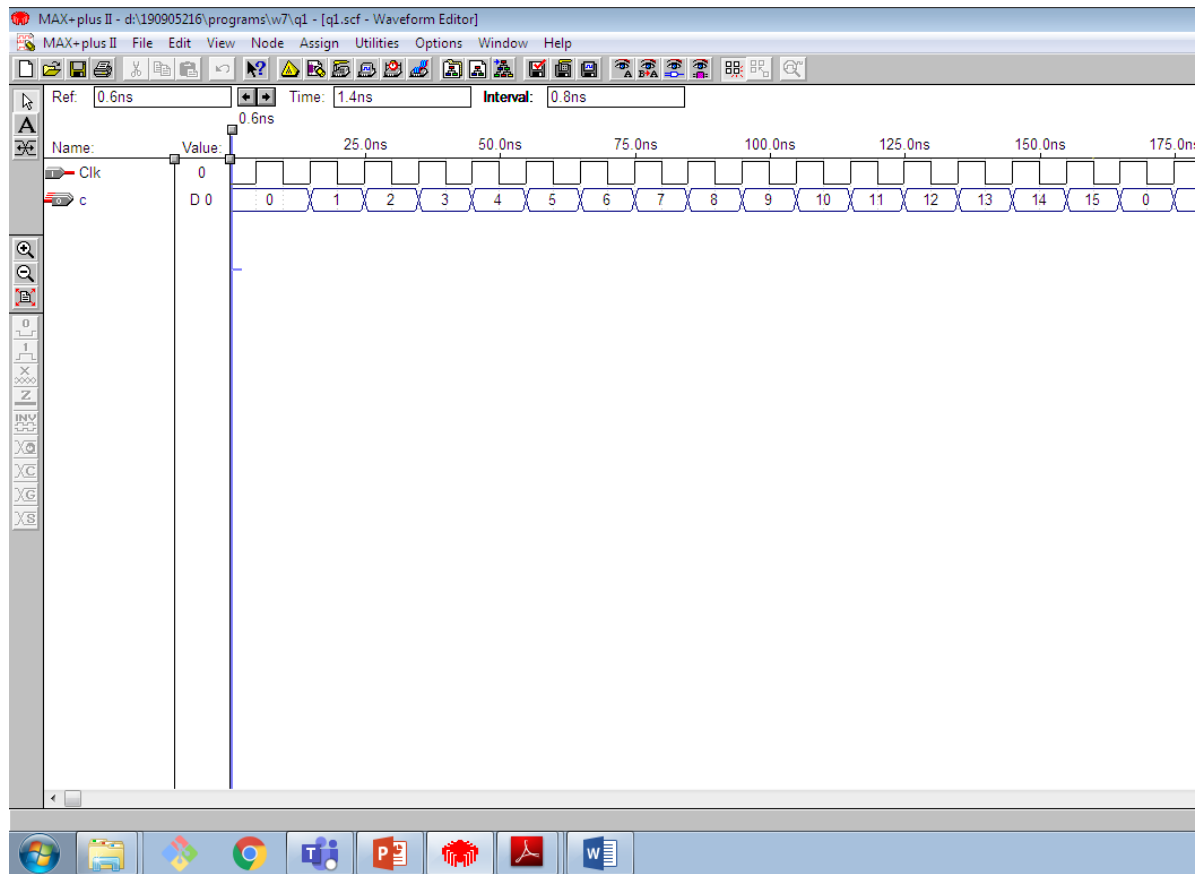 MAX+plus II - d:\190905216\programs\w7\q1 - [q1.scf - Waveform Editor]
MAX+plus II File Edit View Node Assign Utilities Options Window Help
Ref: 0.6ns Time: 1.4ns Interval: 0.8ns
0.6ns
Name: Value: 25.0ns 50.0ns 75.0ns 100.0ns 125.0ns 150.0ns 175.0ns
Clk 0
c D 0 0 1 2 3 4 5 6 7 8 9 10 11 12 13 14 15 0